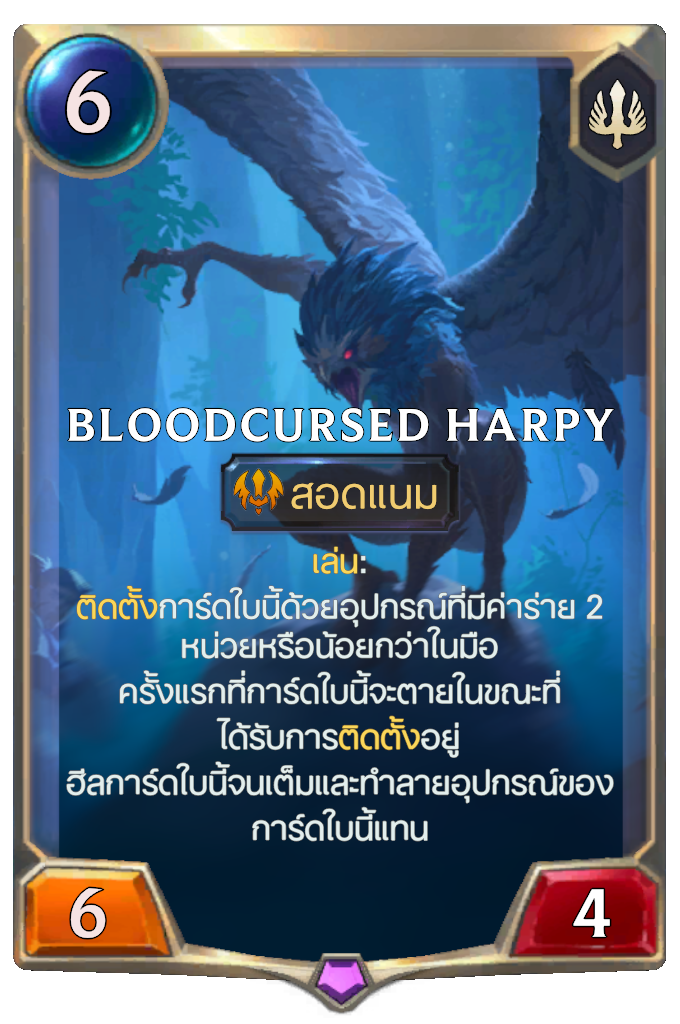 6
BLOODCURSED HARPY
สอดแนม
เล่น:
ติดตั้งการ์ดใบนี้ด้วยอุปกรณ์ที่มีค่าร่าย 2
หน่วยหรือน้อยกว่าในมือ
ครั้งแรกที่การ์ดใบนี้จะตายในขณะที่
ได้รับการติดตั้งอยู่
ฮีลการ์ดใบนี้จนเต็มและทำลายอุปกรณ์ของ
การ์ดใบนี้แทน
6
4